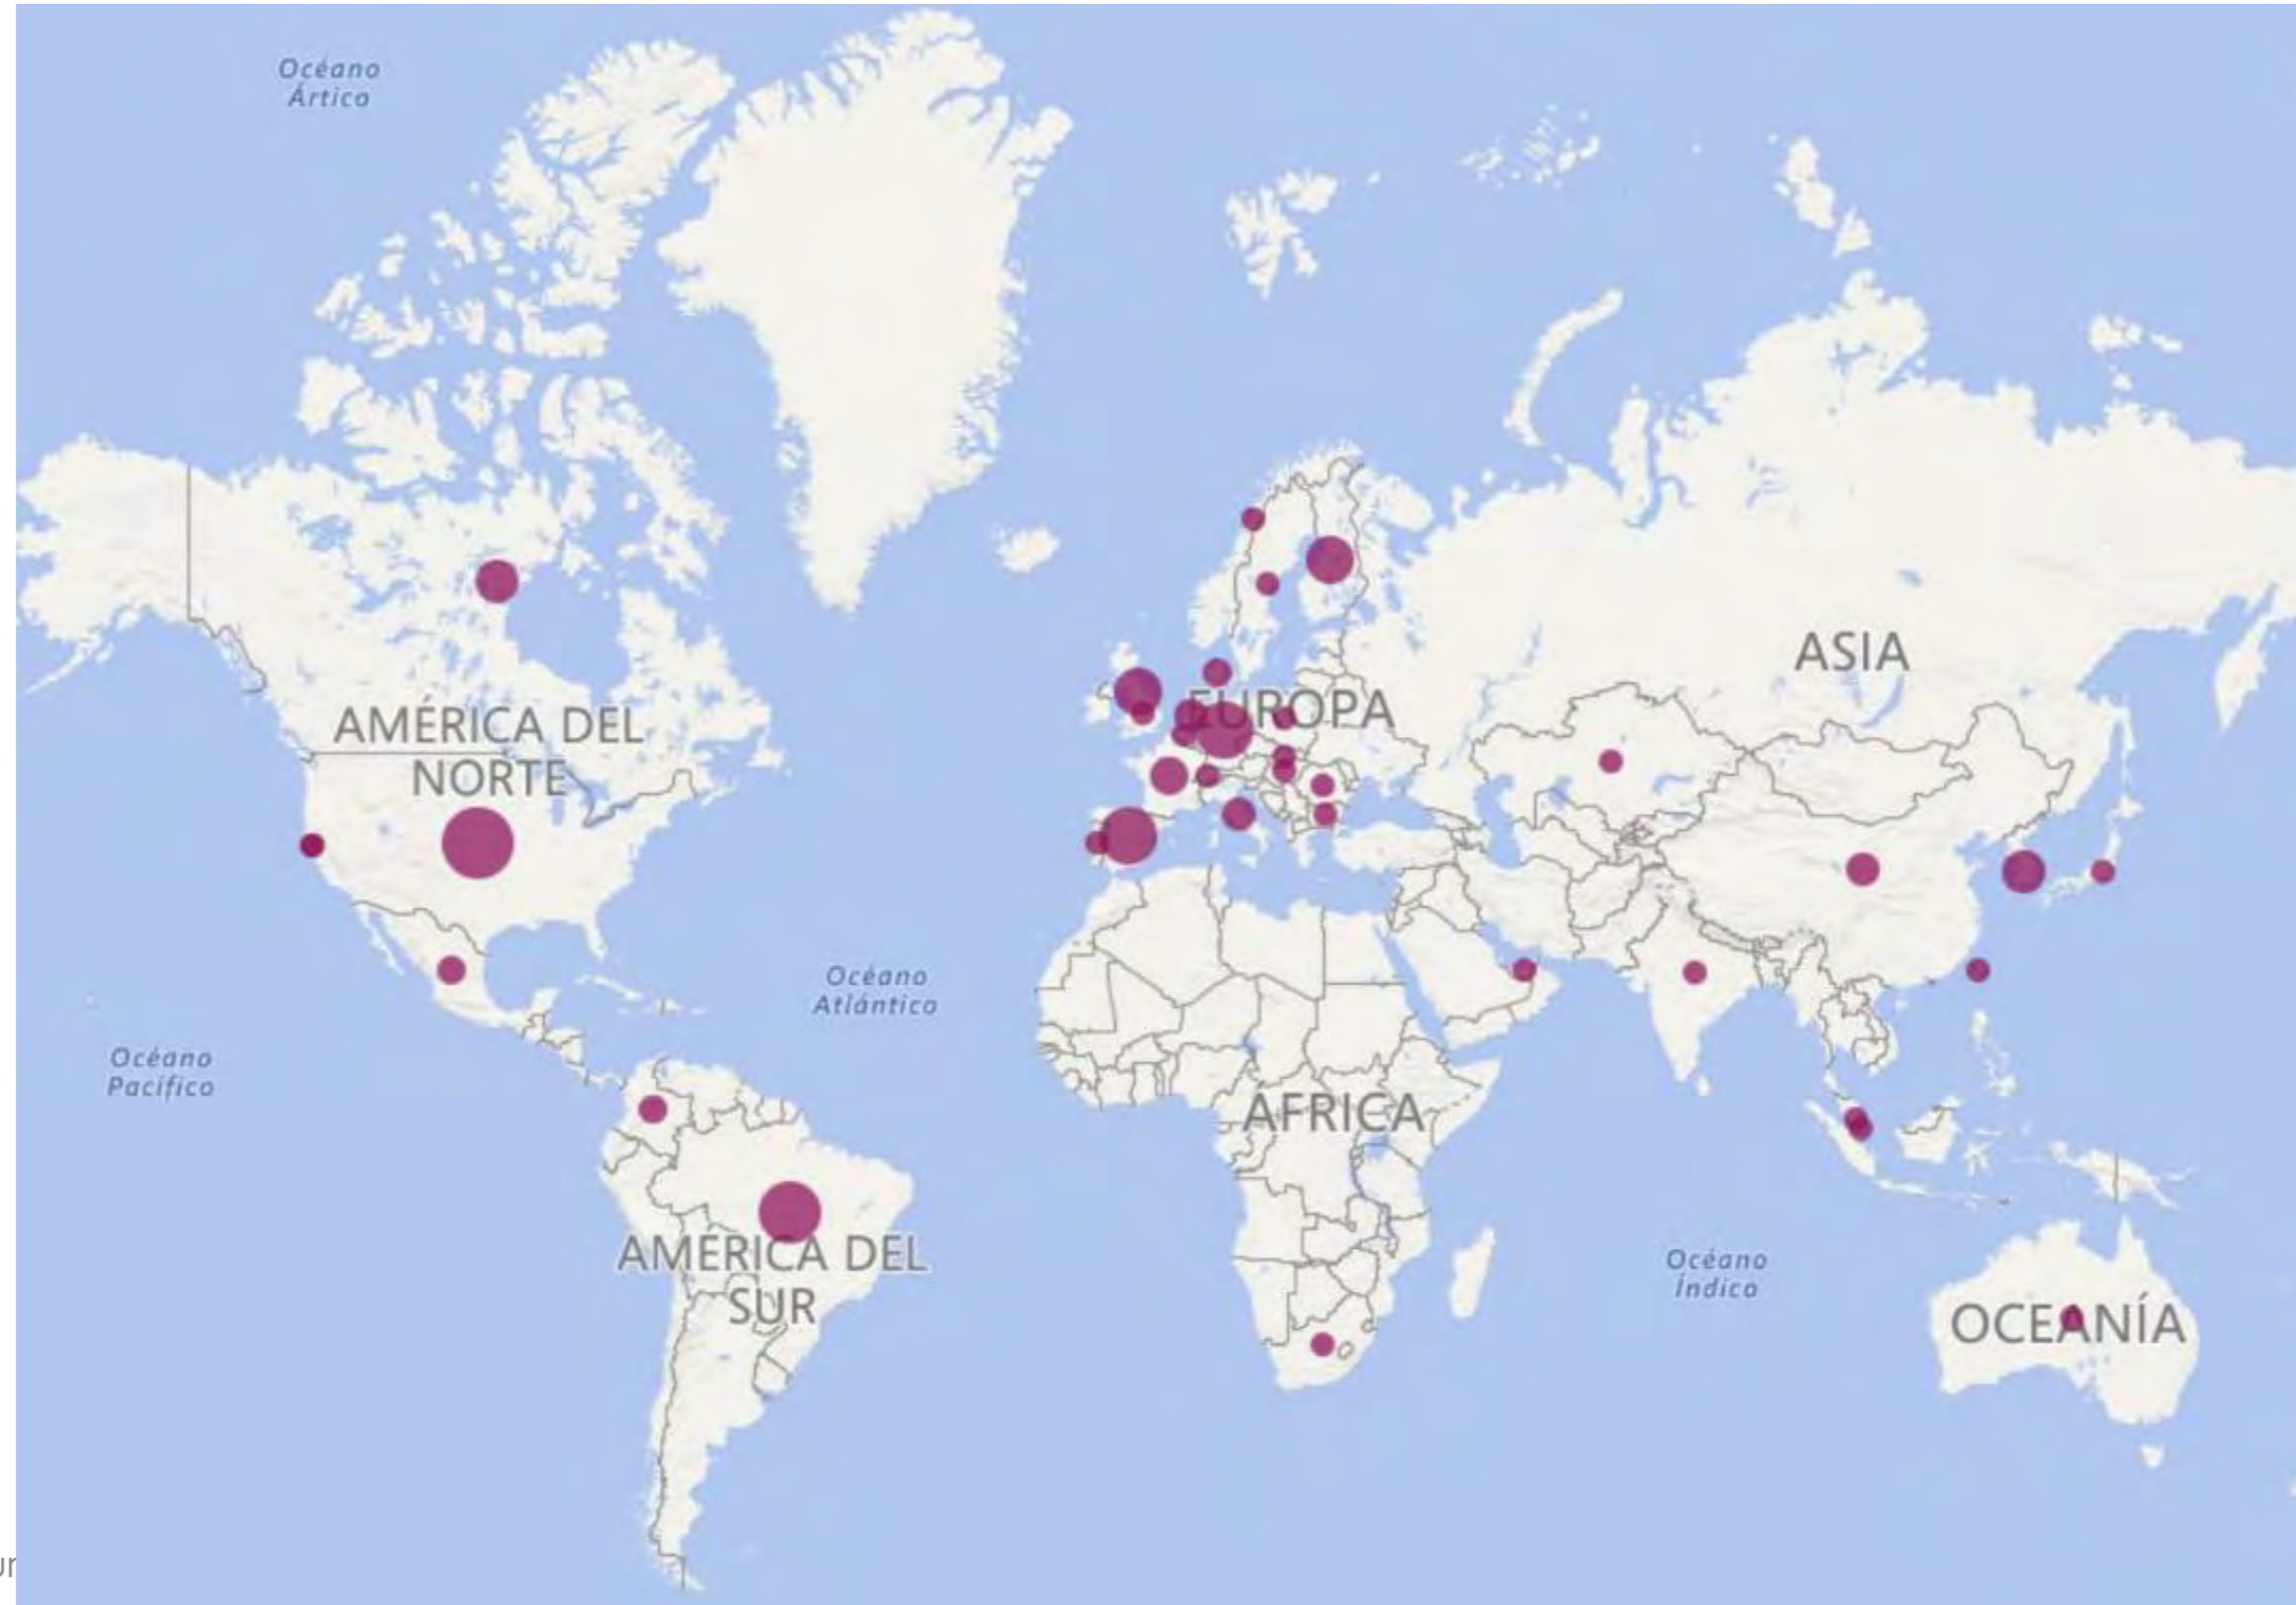 Océano
Ártico
ASIA
EUROPA
AMÉRICA DEL
NORTE
Océano
Atlántico
Océano
Pacífico
ÁFRICA
AMÉRICA DEL
SUR
Océano
Índico
OCEANÍA